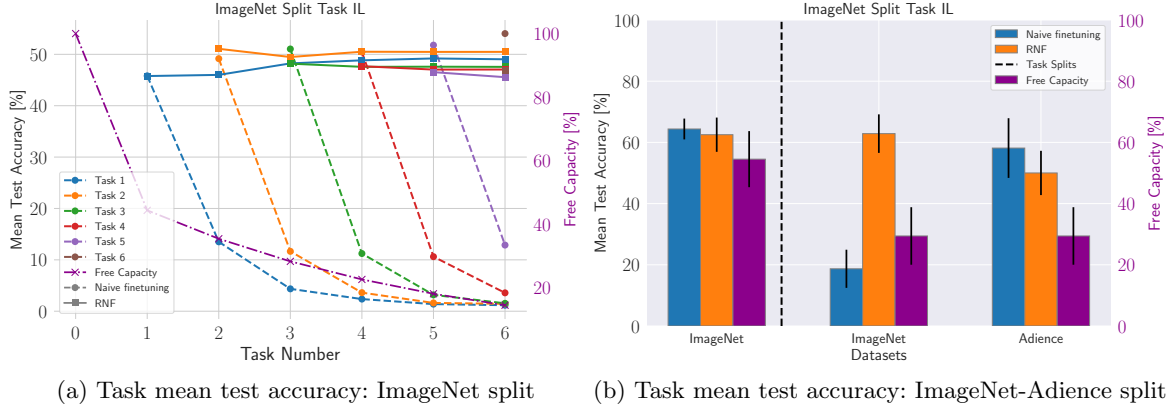 ImageNet Split Task IL
Mean Test Accuracy [%]
50
40
30
20
10
0
Task 1
Task 2
Task 3
Task 4
Task 5
Task 6
Free Capacity
Naive finetuning
RNF
100
80
60
40
20
Free Capacity [%]
0 1 2 3 4 5 6
Task Number
(a) Task mean test accuracy: ImageNet split
ImageNet Split Task IL
Mean Test Accuracy [%]
100
80
60
40
20
0
Naive finetuning
RNF
Task Splits
Free Capacity
100
80
60
40
20
0
Free Capacity [%]
ImageNet ImageNet Adience
Datasets
(b) Task mean test accuracy: ImageNet-Adience split